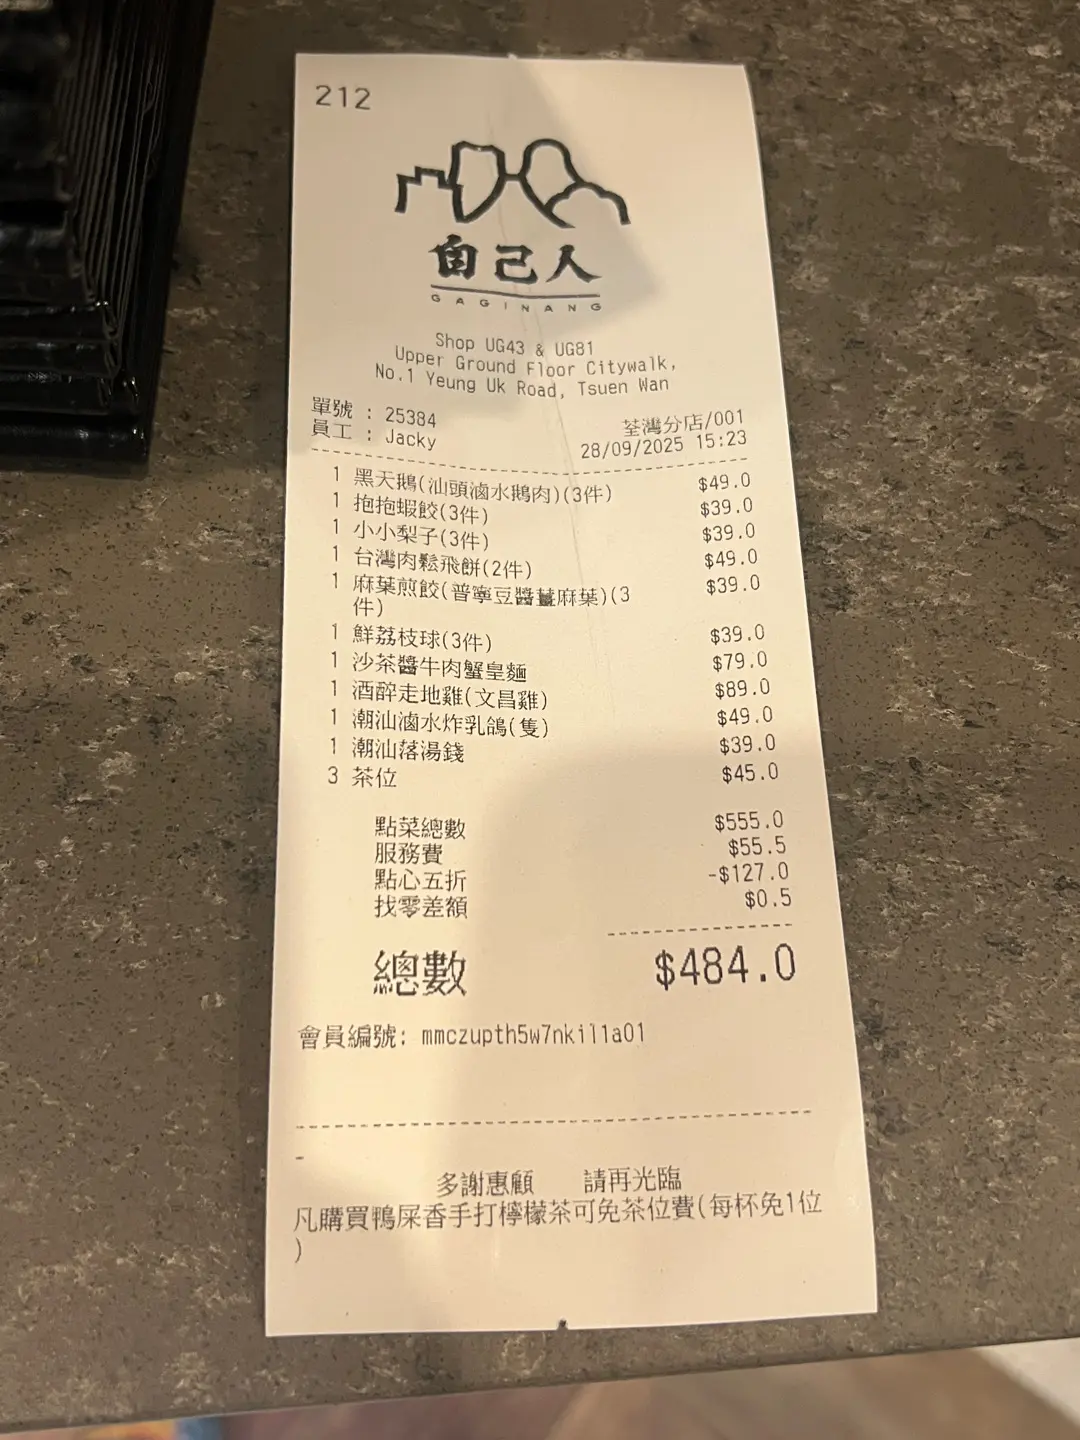 212
自己人
GAGINANG
Shop UG43 & UG81
Upper Ground Floor Citywalk,
No.1 Yeung Uk Road, Tsuen Wan
單號 : 25384 荃灣分店/001
員工 : Jacky 28/09/2025 15:23
1 黑天鵝(汕頭滷水鵝肉)(3件) $49.0
1 抱抱蝦餃(3件) $39.0
1 小小梨子(3件) $39.0
1 台灣肉鬆飛餅(2件) $49.0
1 麻葉煎餃(普寧豆醬薑麻葉)(3 $39.0
件)
1 鮮荔枝球(3件) $39.0
1 沙茶醬牛肉蟹皇麵 $79.0
1 酒醉走地雞(文昌雞) $89.0
1 潮汕滷水炸乳鴿(隻) $49.0
1 潮汕落湯錢 $39.0
3 茶位 $45.0
點菜總數 $555.0
服務費 $55.5
點心五折 -$127.0
找零差額 $0.5
總數 $484.0
會員編號: mmczupth5w7nkil1a01
-
多謝惠顧 請再光臨
凡購買鴨屎香手打檸檬茶可免茶位費(每杯免1位
)